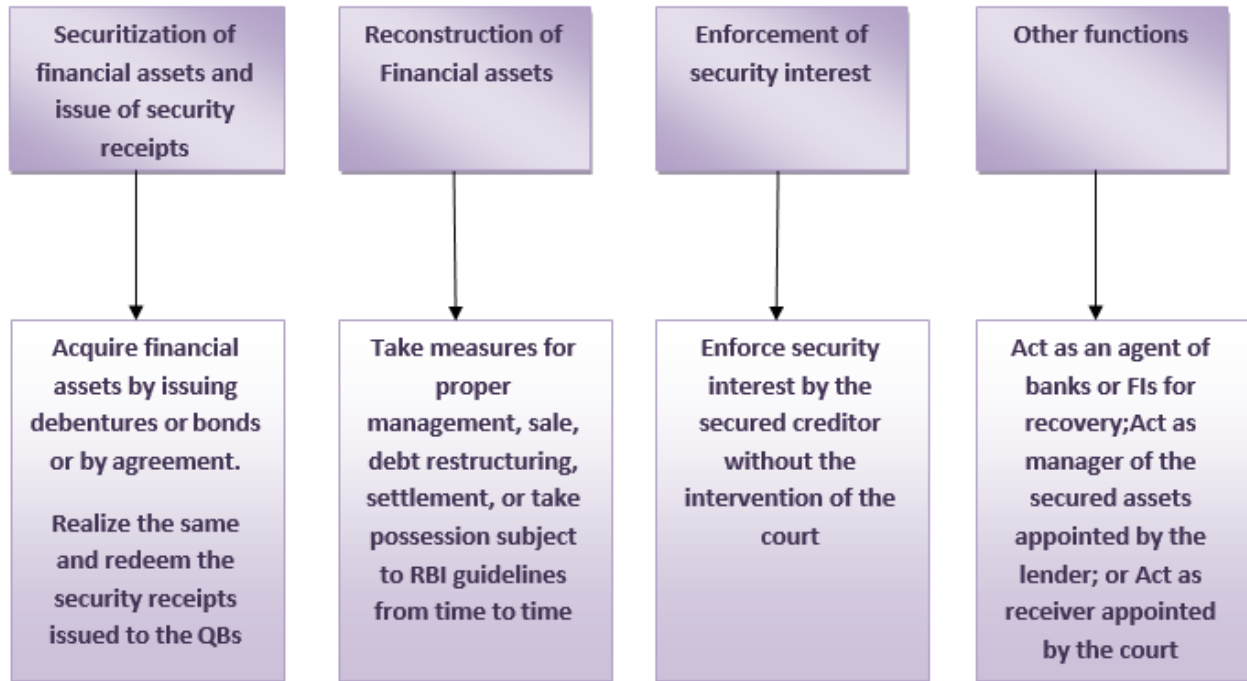 Securitization of
financial assets and
issue of security
receipts
Reconstruction of
Financial assets
Enforcement of
security interest
Other functions
Acquire financial
assets by issuing
debentures or bonds
or by agreement.
Realize the same
and redeem the
security receipts
issued to the QBs
Take measures for
proper
management, sale,
debt restructuring,
settlement, or take
possession subject
to RBI guidelines
from time to time
Enforce security
interest by the
secured creditor
without the
intervention of the
court
Act as an agent of
banks or FIs for
recovery;Act as
manager of the
secured assets
appointed by the
lender; or Act as
receiver appointed
by the court